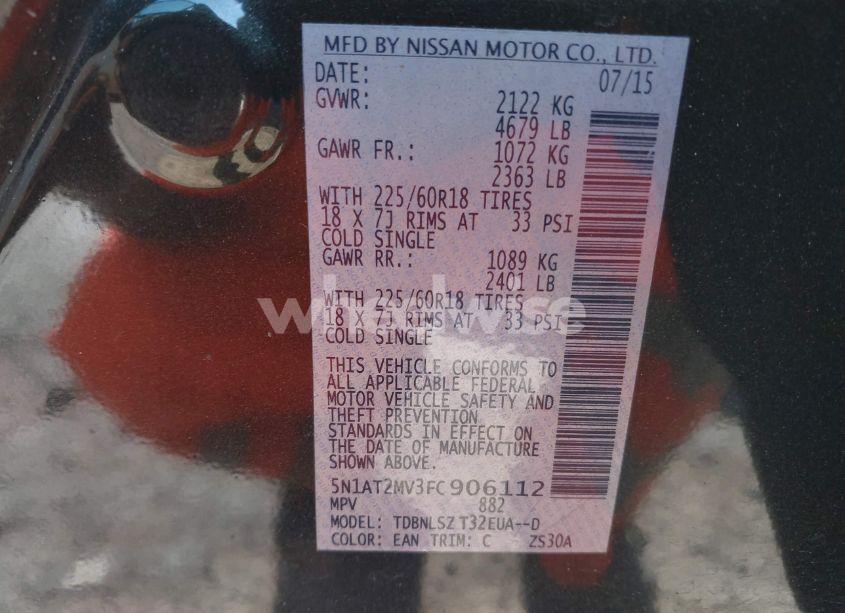 MFD BY NISSAN MOTOR CO., LTD.
DATE: 07/15
GVWR: 2122 KG
4679 LB
GAWR FR.: 1072 KG
2363 LB
WITH 225/60R18 TIRES
18 X 7J RIMS AT 33 PSI
COLD SINGLE
GAWR RR.: 1089 KG
2401 LB
WITH 225/60R18 TIRES
18 X 7J RIMS AT 33 PSI
COLD SINGLE
wheelwise
THIS VEHICLE CONFORMS TO
ALL APPLICABLE FEDERAL
MOTOR VEHICLE SAFETY AND
THEFT PREVENTION
STANDARDS IN EFFECT ON
THE DATE OF MANUFACTURE
SHOWN ABOVE.
5N1AT2MV3FC906112
MPV 882
MODEL: TDBNLSZ T32EUA--D
COLOR: EAN TRIM: C ZS30A